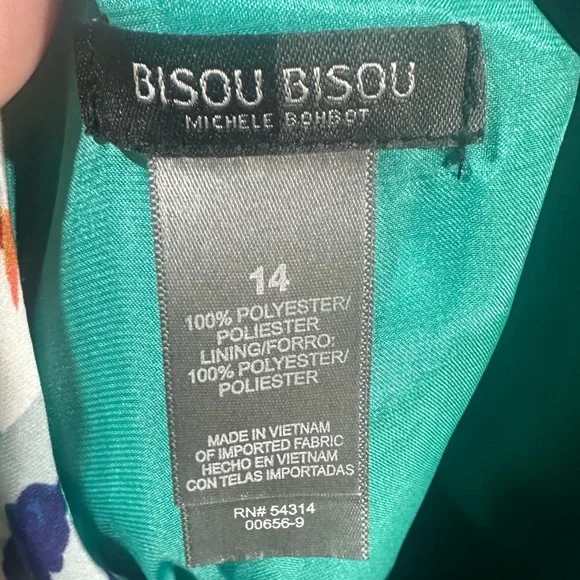 BISOU BISOU
MICHELE BOHBOT
14
100% POLYESTER/
POLIESTER
LINING/FORRO:
100% POLYESTER/
POLIESTER
MADE IN VIETNAM
OF IMPORTED FABRIC
HECHO EN VIETNAM
CON TELAS IMPORTADAS
RN# 54314
00656-9